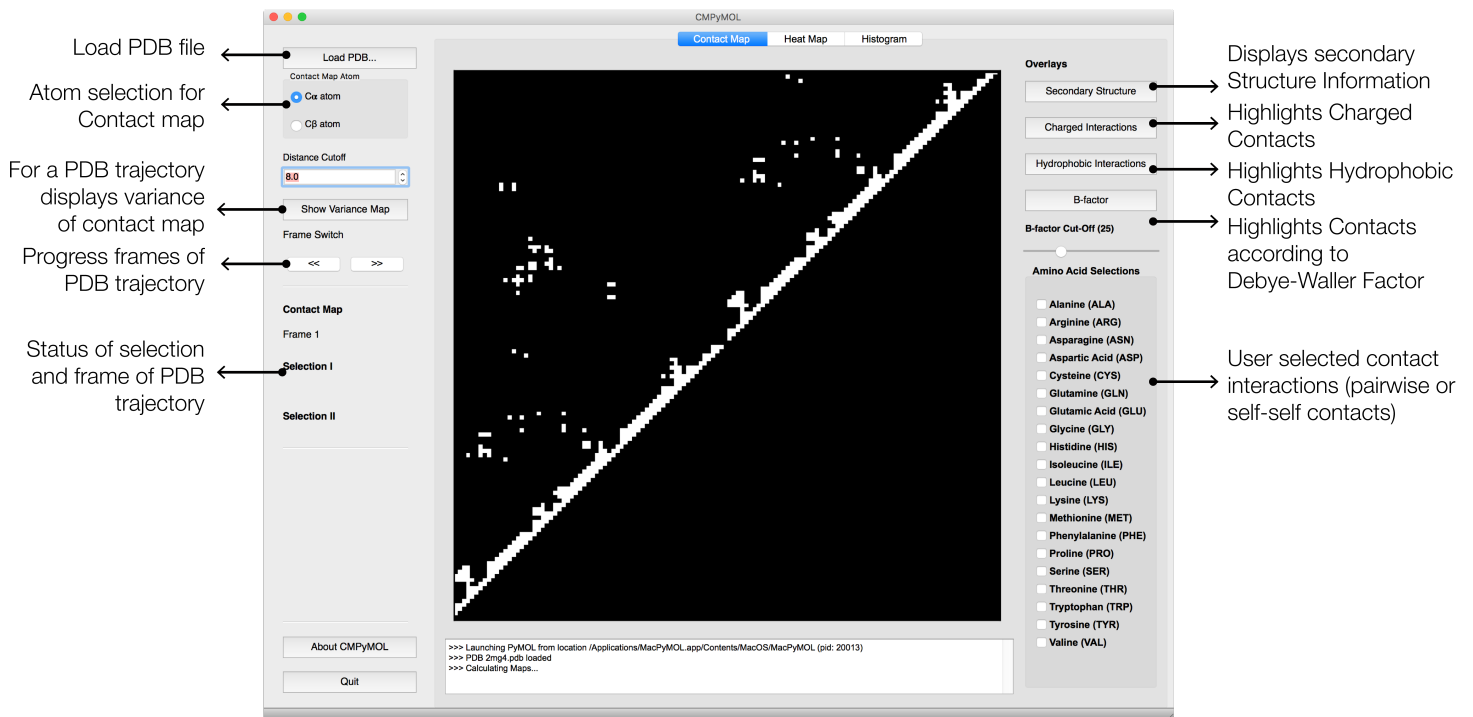 CMPyMOL
Contact Map
Heat Map
Histogram
Load PDB file
Atom selection for
Contact map
For a PDB trajectory
displays variance
of contact map
Progress frames of
PDB trajectory
Status of selection
and frame of PDB
trajectory
Load PDB...
Contact Map Atom
Cα atom
Cβ atom
Distance Cutoff
8.0
Show Variance Map
Frame Switch
<<
>>
Contact Map
Frame 1
Selection I
Selection II
About CMPyMOL
Quit
>>> Launching PyMOL from location /Applications/MacPyMOL.app/Contents/MacOS/MacPyMOL (pid: 20013)
>>> PDB 2mg4.pdb loaded
>>> Calculating Maps...
Overlays
Secondary Structure
Charged Interactions
Hydrophobic Interactions
B-factor
B-factor Cut-Off (25)
Amino Acid Selections
Alanine (ALA)
Arginine (ARG)
Asparagine (ASN)
Aspartic Acid (ASP)
Cysteine (CYS)
Glutamine (GLN)
Glutamic Acid (GLU)
Glycine (GLY)
Histidine (HIS)
Isoleucine (ILE)
Leucine (LEU)
Lysine (LYS)
Methionine (MET)
Phenylalanine (PHE)
Proline (PRO)
Serine (SER)
Threonine (THR)
Tryptophan (TRP)
Tyrosine (TYR)
Valine (VAL)
Displays secondary
Structure Information
Highlights Charged
Contacts
Highlights Hydrophobic
Contacts
Highlights Contacts
according to
Debye-Waller Factor
User selected contact
interactions (pairwise or
self-self contacts)